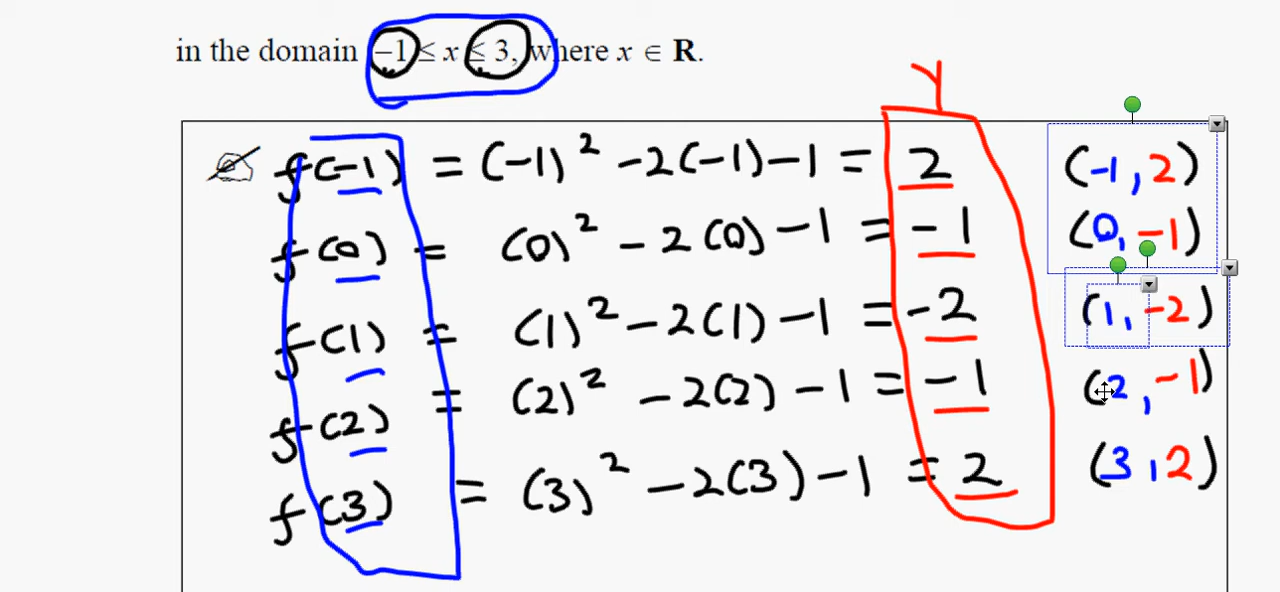 in the domain −1 ≤ x ≤ 3, where x ∈ R.
Y
f(-1) = (-1)² -2(-1)-1 = 2 (-1, 2)
f(0) = (0)² - 2(0) - 1 = -1 (0, -1)
f(1) = (1)² - 2(1) - 1 = -2 (1, -2)
f(2) = (2)² - 2(2) - 1 = -1 (2, -1)
f(3) = (3)² - 2(3) - 1 = 2 (3, 2)